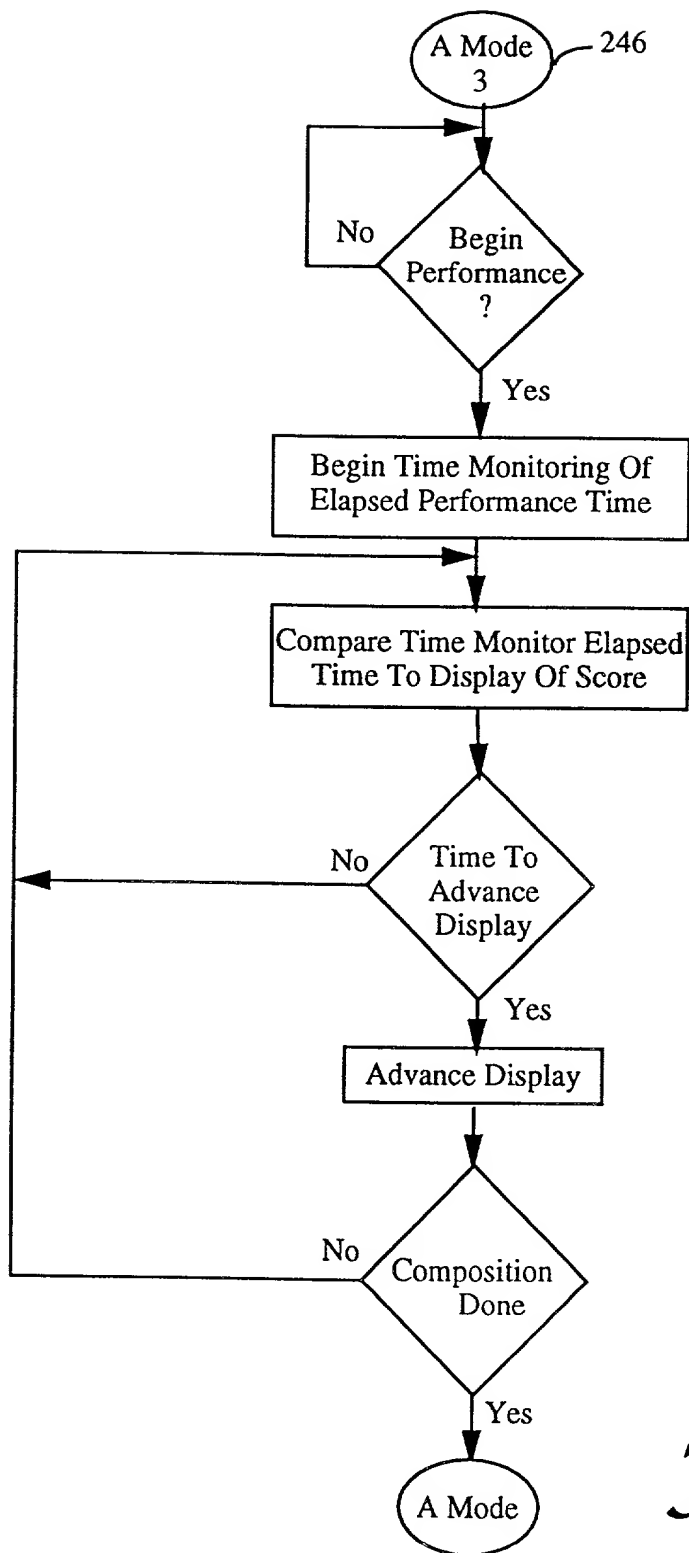 A Mode
3
246
No
Begin
Performance
?
Yes
Begin Time Monitoring Of
Elapsed Performance Time
Compare Time Monitor Elapsed
Time To Display Of Score
No
Time To
Advance
Display
Yes
Advance Display
No
Composition
Done
Yes
A Mode